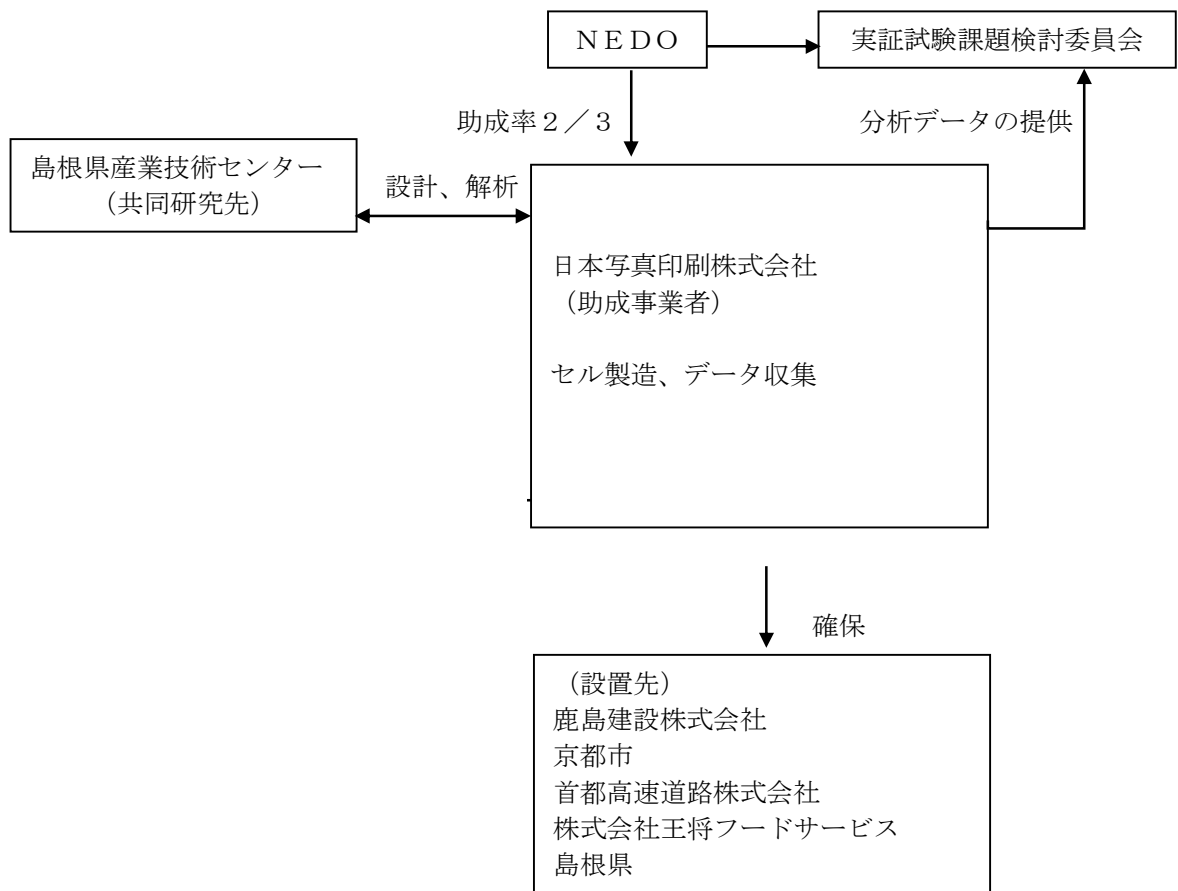 ＮＥＤＯ
実証試験課題検討委員会
助成率２／３
分析データの提供
島根県産業技術センター
（共同研究先）
設計、解析
日本写真印刷株式会社
（助成事業者）
セル製造、データ収集
確保
（設置先）
鹿島建設株式会社
京都市
首都高速道路株式会社
株式会社王将フードサービス
島根県